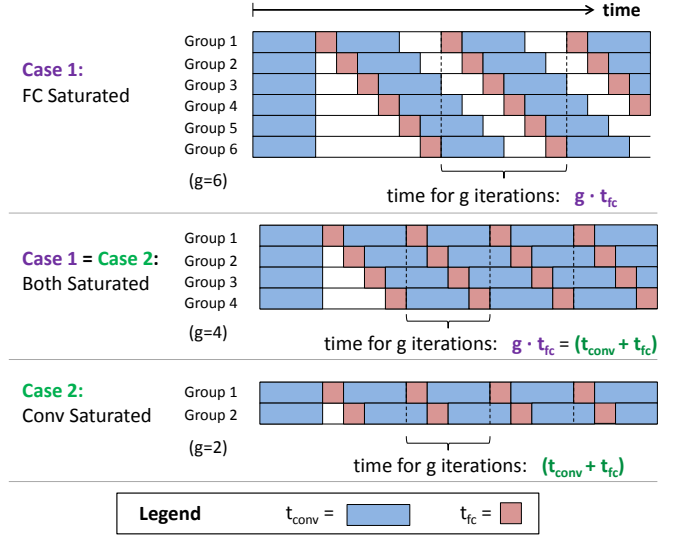 time
Group 1
Group 2
Case 1:
FC Saturated
Group 3
Group 4
Group 5
Group 6
(g=6)
time for g iterations: g · tfc
Group 1
Case 1 = Case 2:
Both Saturated
Group 2
Group 3
Group 4
(g=4)
time for g iterations: g · tfc = (tconv + tfc)
Case 2:
Conv Saturated
Group 1
Group 2
(g=2)
time for g iterations: (tconv + tfc)
Legend tconv = tfc =